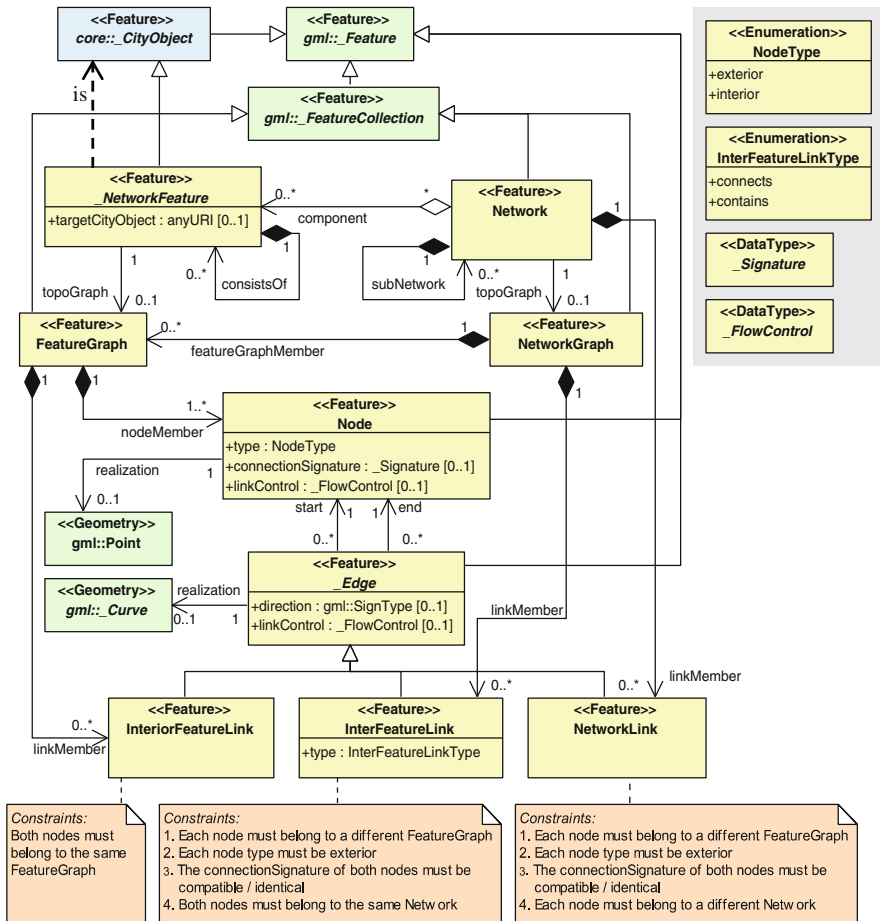 <<Feature>>
core::_CityObject
<<Feature>>
gml::_Feature
is
<<Feature>>
gml::_FeatureCollection
<<Enumeration>>
NodeType
+exterior
+interior
<<Enumeration>>
InterFeatureLinkType
+connects
+contains
<<DataType>>
_Signature
<<DataType>>
_FlowControl
<<Feature>>
_NetworkFeature
+targetCityObject : anyURI [0..1]
0..*
*
component
<<Feature>>
Network
1
1
0..*
consistsOf
1
subNetwork
0..*
1
1
topoGraph
0..1
topoGraph
0..1
<<Feature>>
FeatureGraph
0..*
1
featureGraphMember
<<Feature>>
NetworkGraph
1
1
1
1..*
nodeMember
<<Feature>>
Node
+type : NodeType
+connectionSignature : _Signature [0..1]
+linkControl : _FlowControl [0..1]
realization
1
0..1
<<Geometry>>
gml::Point
start
1
1
end
0..*
0..*
<<Feature>>
_Edge
+direction : gml::SignType [0..1]
+linkControl : _FlowControl [0..1]
<<Geometry>>
gml::_Curve
realization
0..1
1
linkMember
0..*
0..*
linkMember
0..*
linkMember
<<Feature>>
InteriorFeatureLink
<<Feature>>
InterFeatureLink
+type : InterFeatureLinkType
<<Feature>>
NetworkLink
Constraints:
Both nodes must
belong to the same
FeatureGraph
Constraints:
1. Each node must belong to a different FeatureGraph
2. Each node type must be exterior
3. The connectionSignature of both nodes must be
compatible / identical
4. Both nodes must belong to the same Network
Constraints:
1. Each node must belong to a different FeatureGraph
2. Each node type must be exterior
3. The connectionSignature of both nodes must be
compatible / identical
4. Each node must belong to a different Network